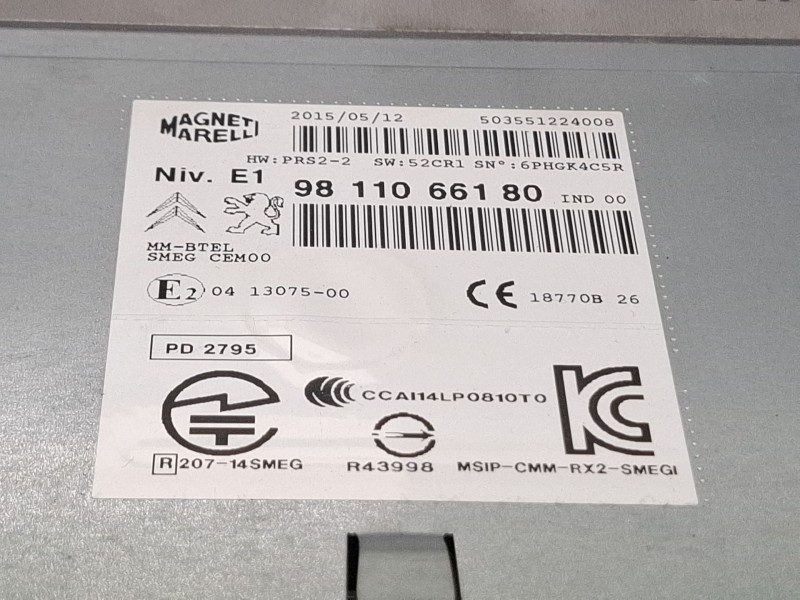 MAGNETI MARELLI
2015/05/12 503551224008
HW:PRS2-2 SW:52CR1 SN°:6PHGK4C5R
Niv. E1 98 110 661 80 IND 00
MM-BTEL
SMEG CEM00
E2 04 13075-00 CE 18770B 26
PD 2795
CCAI14LP0810T0
R 207-14SMEG R43998 MSIP-CMM-RX2-SMEGI